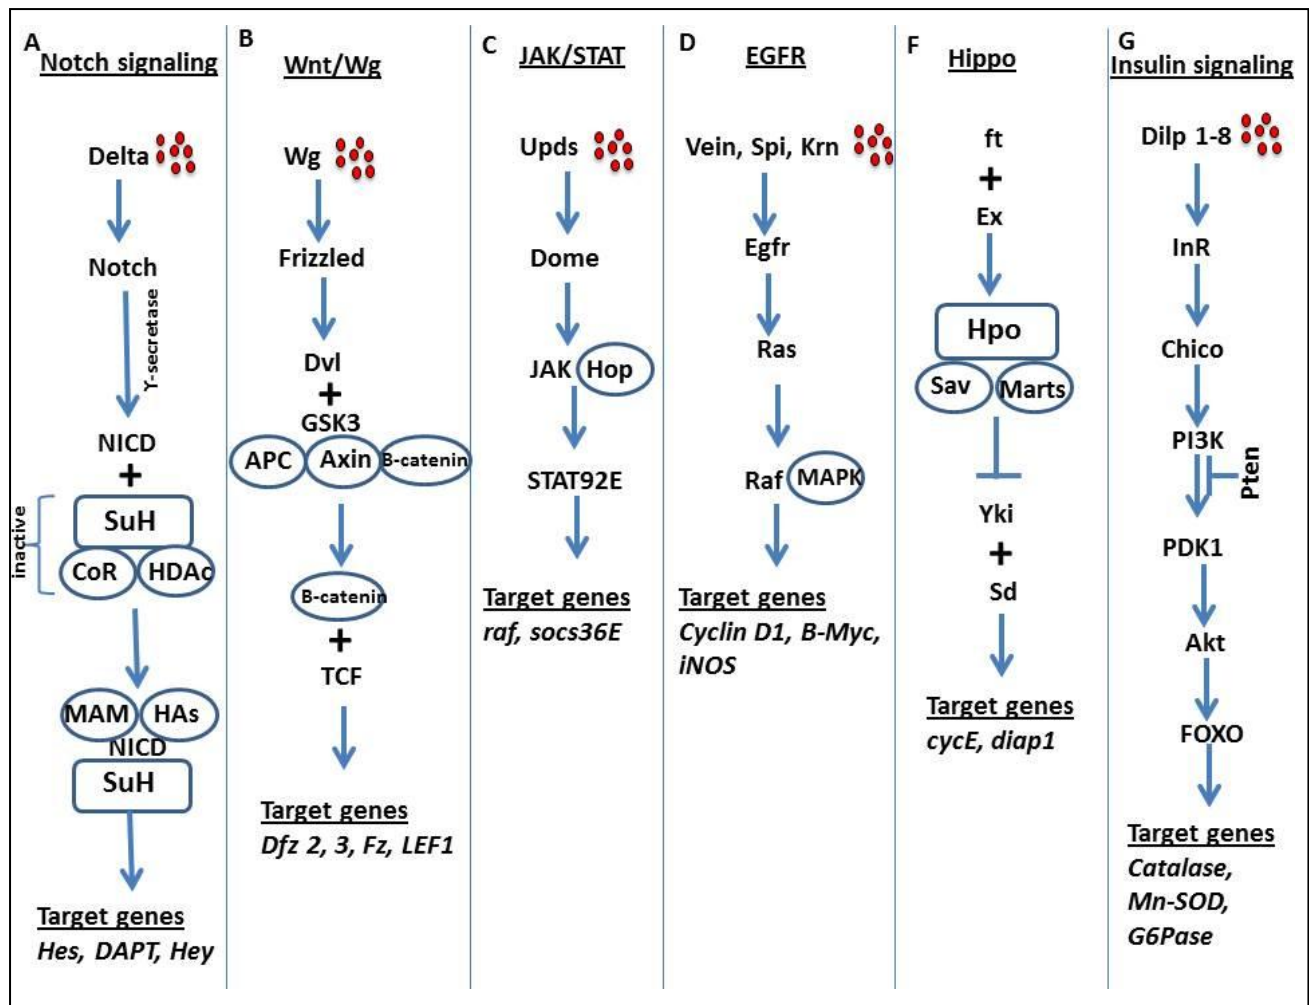 A
Notch signaling
Delta
Notch
Y-secretase
NICD
+
inactive
SuH
CoR
HDAc
MAM
HAs
NICD
SuH
Target genes
Hes, DAPT, Hey
B
Wnt/Wg
Wg
Frizzled
Dvl
+
GSK3
APC
Axin
B-catenin
B-catenin
+
TCF
Target genes
Dfz 2, 3, Fz, LEF1
C
JAK/STAT
Upds
Dome
JAK
Hop
STAT92E
Target genes
raf, socs36E
D
EGFR
Vein, Spi, Krn
Egfr
Ras
Raf
MAPK
Target genes
Cyclin D1, B-Myc,
iNOS
F
Hippo
ft
+
Ex
Hpo
Sav
Marts
Yki
+
Sd
Target genes
cycE, diap1
G
Insulin signaling
Dilp 1-8
InR
Chico
PI3K
Pten
PDK1
Akt
FOXO
Target genes
Catalase,
Mn-SOD,
G6Pase